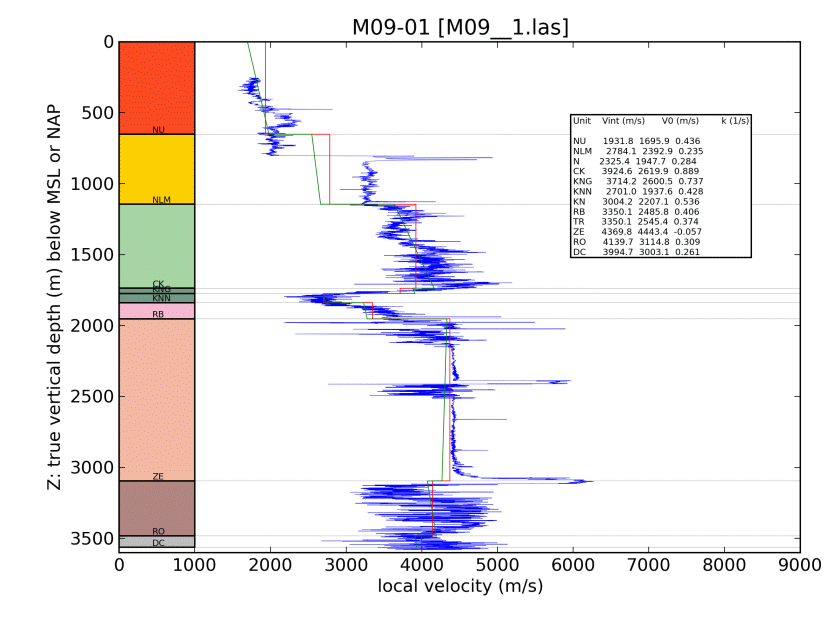 M09-01 [M09__1.las]
Z: true vertical depth (m) below MSL or NAP
0
500
1000
1500
2000
2500
3000
3500
NU
NLM
CK
KNG
KNN
RB
ZE
RO
DC
Unit Vint (m/s) V0 (m/s) k (1/s)
NU 1931.8 1695.9 0.436
NLM 2784.1 2392.9 0.235
N 2325.4 1947.7 0.284
CK 3924.6 2619.9 0.889
KNG 3714.2 2600.5 0.737
KNN 2701.0 1937.6 0.428
KN 3004.2 2207.1 0.536
RB 3350.1 2485.8 0.406
TR 3350.1 2545.4 0.374
ZE 4369.8 4443.4 -0.057
RO 4139.7 3114.8 0.309
DC 3994.7 3003.1 0.261
0 1000 2000 3000 4000 5000 6000 7000 8000 9000
local velocity (m/s)